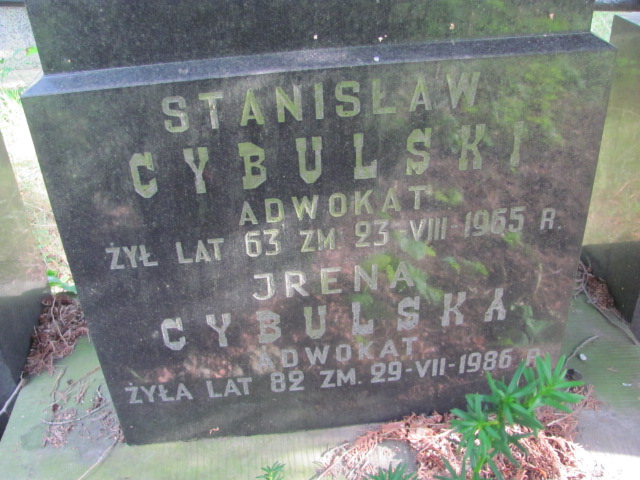 STANISŁAW
CYBULSKI
ADWOKAT
ŻYŁ LAT 63 ZM 23-VIII-1965 R.
JRENA
CYBULSKA
ADWOKAT
ŻYŁA LAT 82 ZM. 29-VII-1986 R.